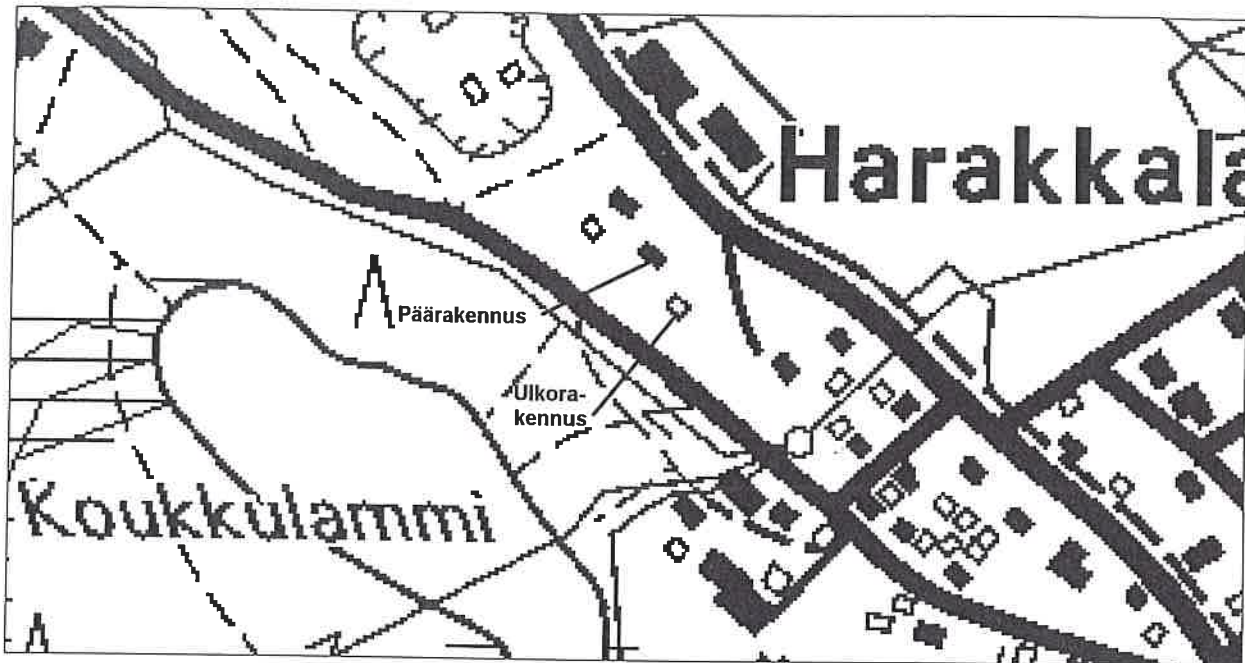 Harakkala
Päärakennus
Ulkora-
kennus
Koukkulammi